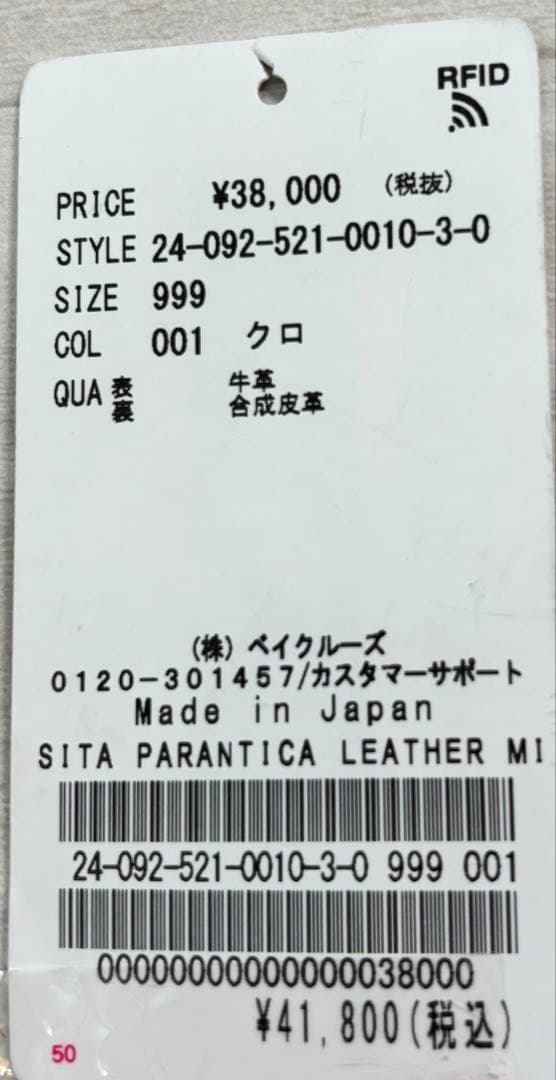 RFID
PRICE ¥38,000 (税抜)
STYLE 24-092-521-0010-3-0
SIZE 999
COL 001 クロ
QUA 表 牛革
裏 合成皮革
(株)ベイクルーズ
0120-301457/カスタマーサポート
Made in Japan
SITA PARANTICA LEATHER MI
24-092-521-0010-3-0 999 001
00000000000000038000
¥41,800(税込)
50